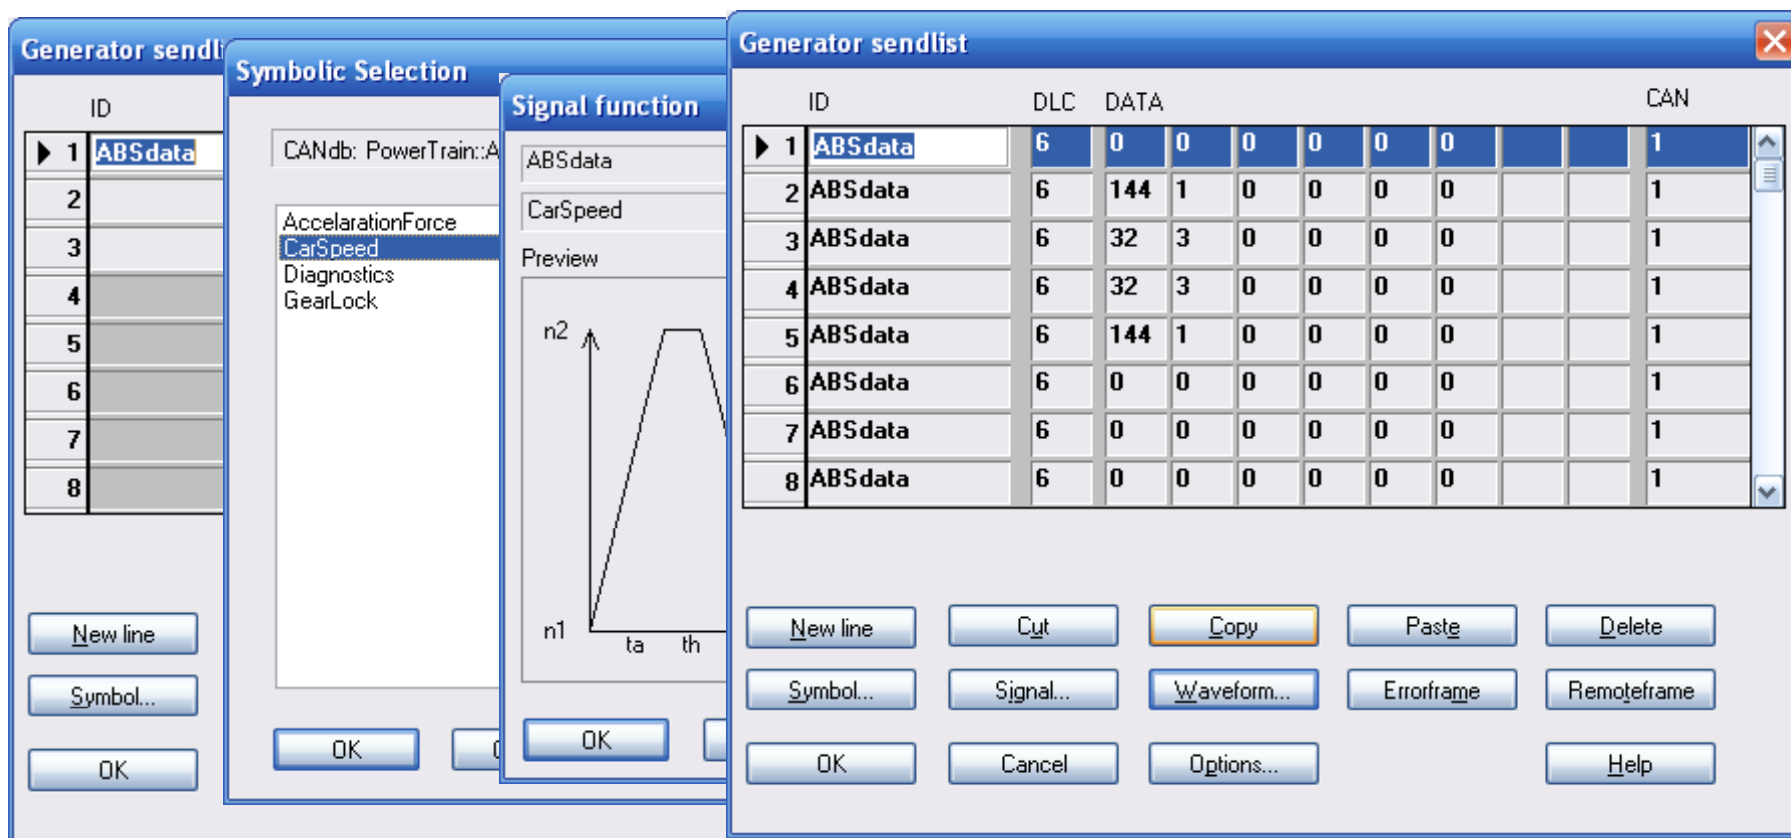 Generator sendli
ID
1 ABSdata
2
3
4
5
6
7
8
New line
Symbol...
OK
Symbolic Selection
CANdb: PowerTrain::A
AccelarationForce
CarSpeed
Diagnostics
GearLock
OK
Signal function
ABSdata
CarSpeed
Preview
n2
n1
ta th
OK
Generator sendlist
ID DLC DATA CAN
1 ABSdata 6 0 0 0 0 0 0 1
2 ABSdata 6 144 1 0 0 0 0 1
3 ABSdata 6 32 3 0 0 0 0 1
4 ABSdata 6 32 3 0 0 0 0 1
5 ABSdata 6 144 1 0 0 0 0 1
6 ABSdata 6 0 0 0 0 0 0 1
7 ABSdata 6 0 0 0 0 0 0 1
8 ABSdata 6 0 0 0 0 0 0 1
New line Cut Copy Paste Delete
Symbol... Signal... Waveform... Errorframe Remoteframe
OK Cancel Options... Help